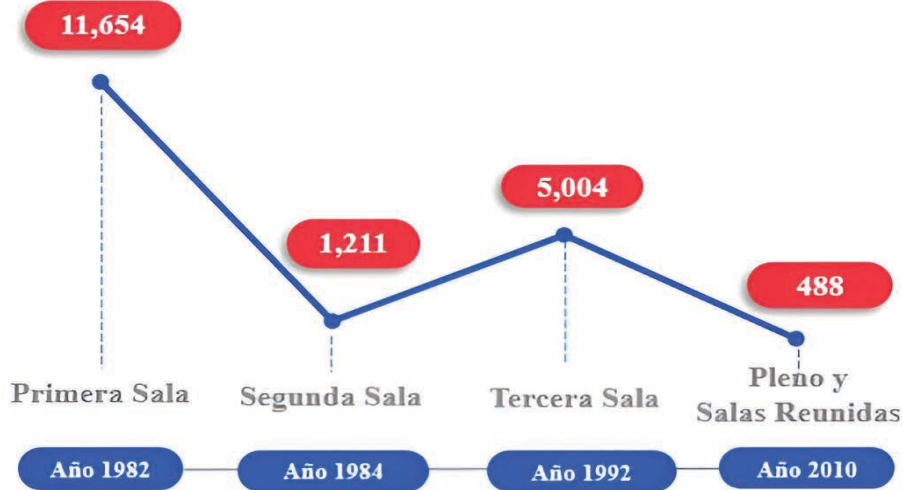 11,654
5,004
1,211
488
Primera Sala
Segunda Sala
Tercera Sala
Pleno y
Salas Reunidas
Año 1982
Año 1984
Año 1992
Año 2010